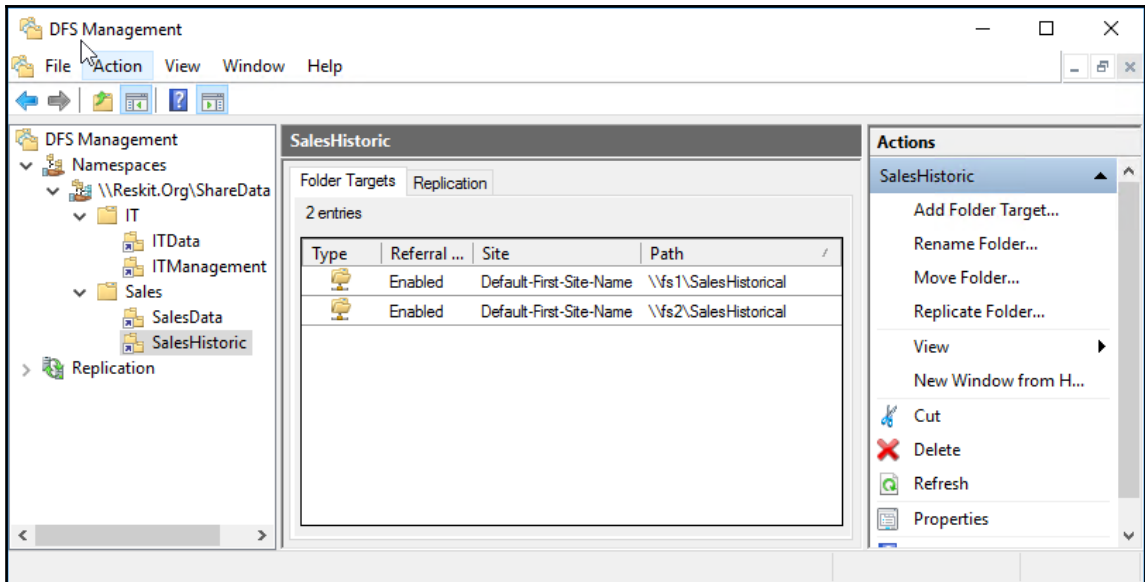 DFS Management
File Action View Window Help
DFS Management
Namespaces
\\Reskit.Org\ShareData
IT
ITData
ITManagement
Sales
SalesData
SalesHistoric
Replication
SalesHistoric
Folder Targets Replication
2 entries
Type Referral ... Site Path
Enabled Default-First-Site-Name \\fs1\SalesHistorical
Enabled Default-First-Site-Name \\fs2\SalesHistorical
Actions
SalesHistoric
Add Folder Target...
Rename Folder...
Move Folder...
Replicate Folder...
View
New Window from H...
Cut
Delete
Refresh
Properties